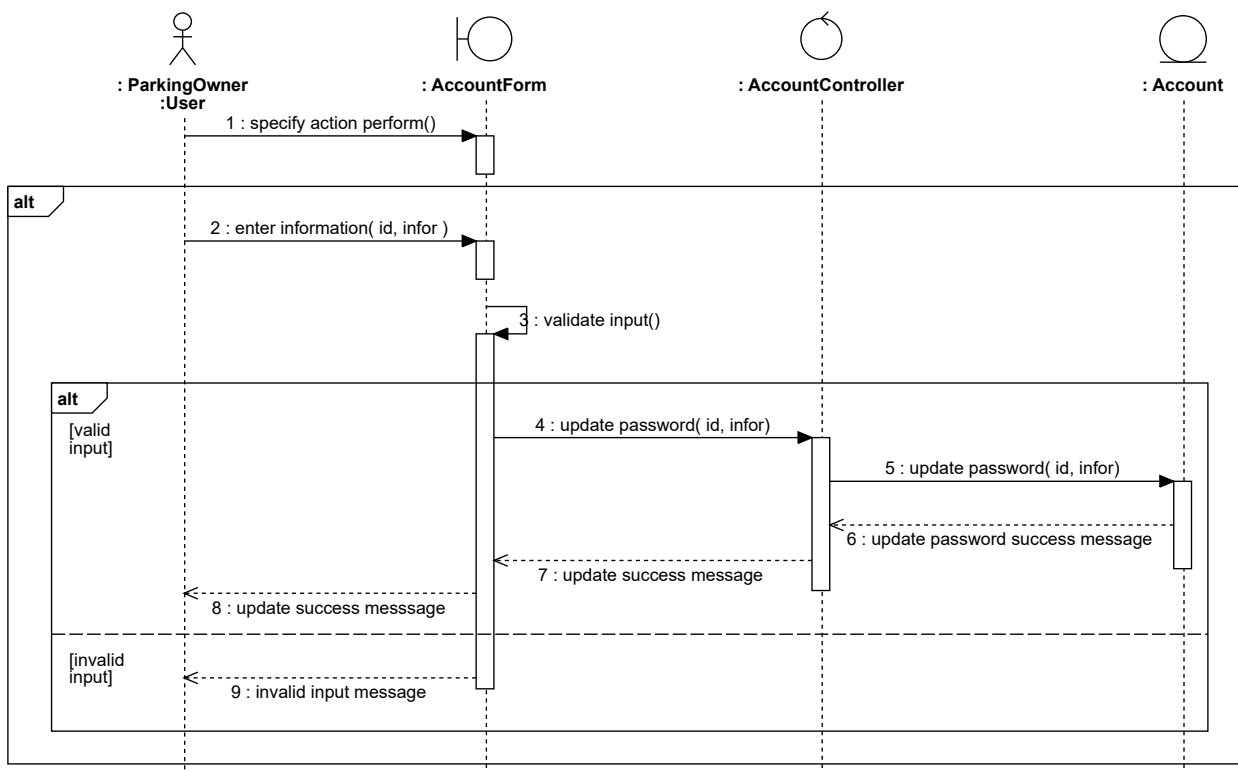 : ParkingOwner
:User
: AccountForm
: AccountController
: Account
1 : specify action perform()
alt
2 : enter information( id, infor )
3 : validate input()
alt
[valid
input]
4 : update password( id, infor)
5 : update password( id, infor)
6 : update password success message
7 : update success message
8 : update success messsage
[invalid
input]
9 : invalid input message